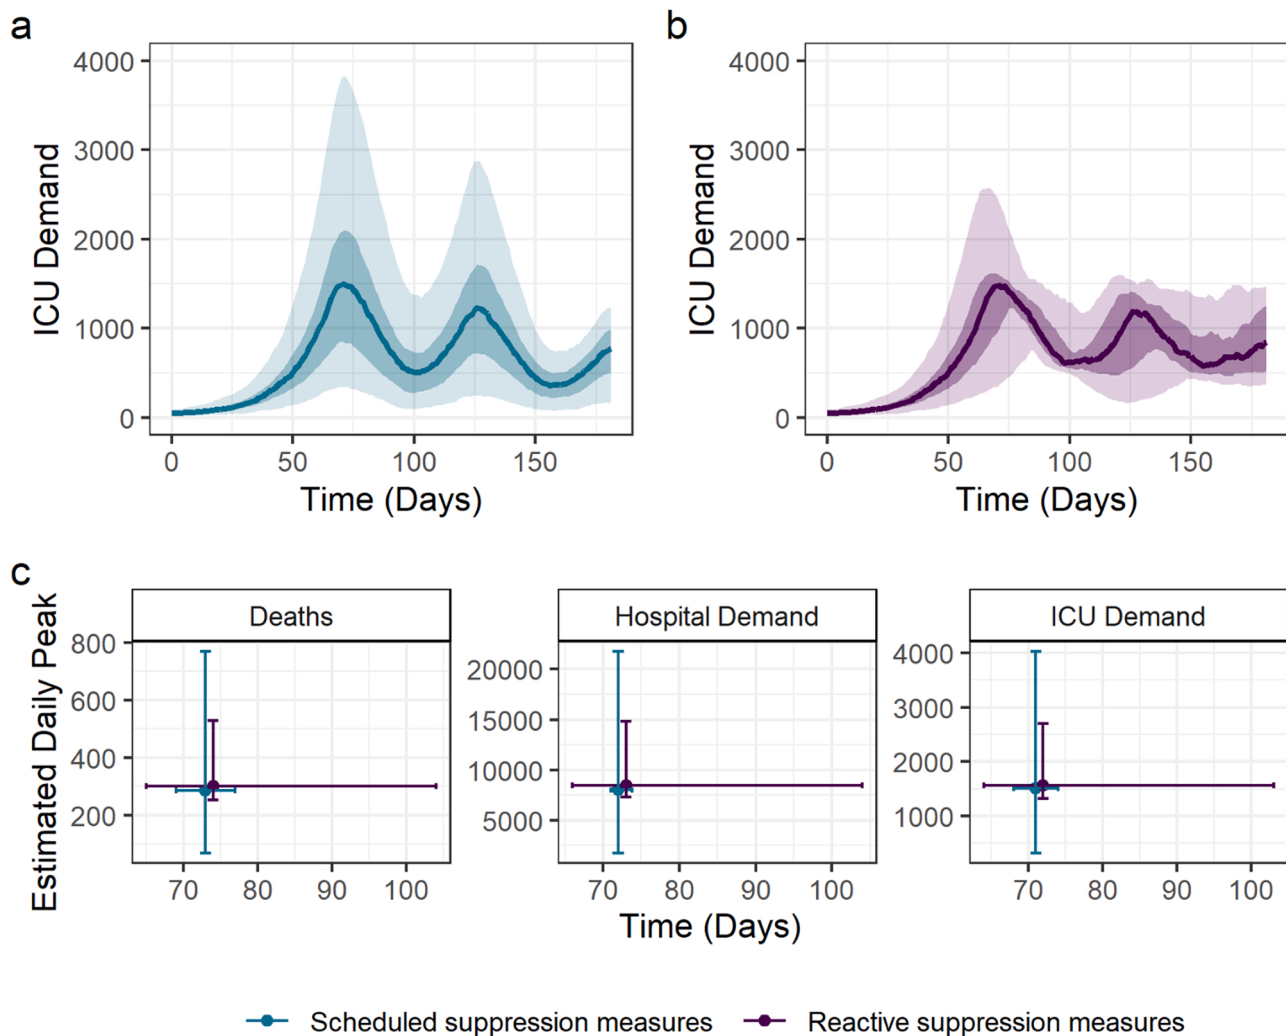 a
b
4000
3000
2000
1000
0
ICU Demand
0 50 100 150
Time (Days)
4000
3000
2000
1000
0
ICU Demand
0 50 100 150
Time (Days)
c
Estimated Daily Peak
Deaths
800
600
400
200
70 80 90 100
Hospital Demand
20000
15000
10000
5000
70 80 90 100
ICU Demand
4000
3000
2000
1000
70 80 90 100
Time (Days)
Scheduled suppression measures Reactive suppression measures